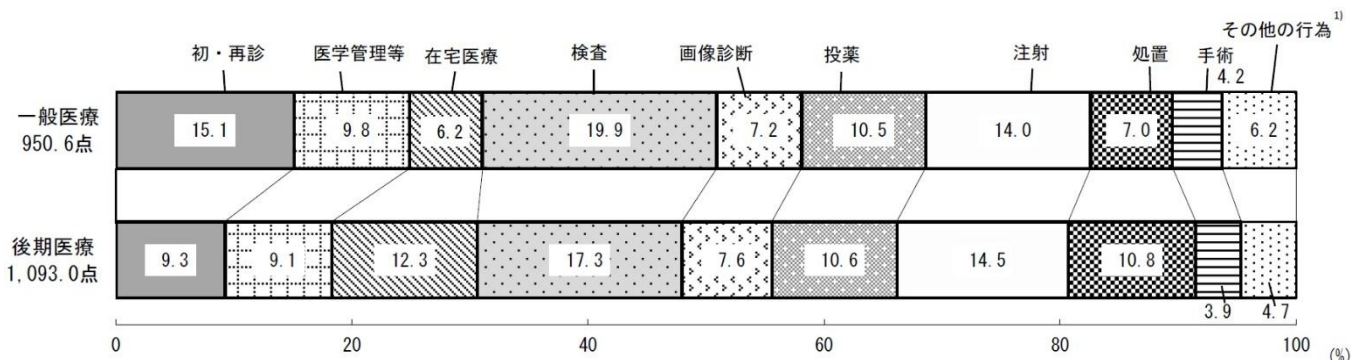 初・再診 医学管理等 在宅医療 検査 画像診断 投薬 注射 処置 手術 その他の行為 1)
4.2
一般医療
950.6点
15.1 9.8 6.2 19.9 7.2 10.5 14.0 7.0 6.2
後期医療
1,093.0点
9.3 9.1 12.3 17.3 7.6 10.6 14.5 10.8
3.9 4.7
0 20 40 60 80 100
(%)